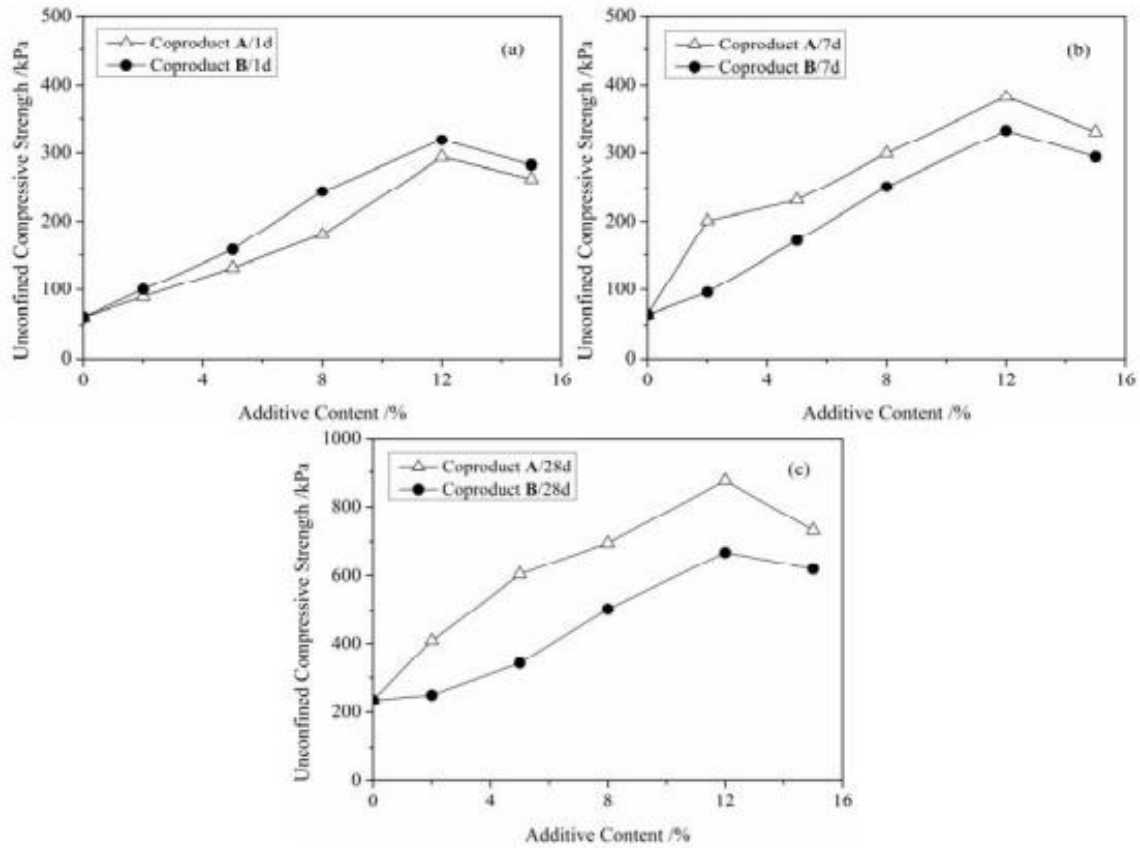 500
400
300
200
100
0
0
4
8
12
16
Unconfined Compressive Strengh /kPa
Additive Content /%
Coproduct A/1d
Coproduct B/1d
(a)
500
400
300
200
100
0
0
4
8
12
16
Unconfined Compressive Strengh /kPa
Additive Content /%
Coproduct A/7d
Coproduct B/7d
(b)
1000
800
600
400
200
0
0
4
8
12
16
Unconfined Compressive Strength /kPa
Additive Content /%
Coproduct A/28d
Coproduct B/28d
(c)